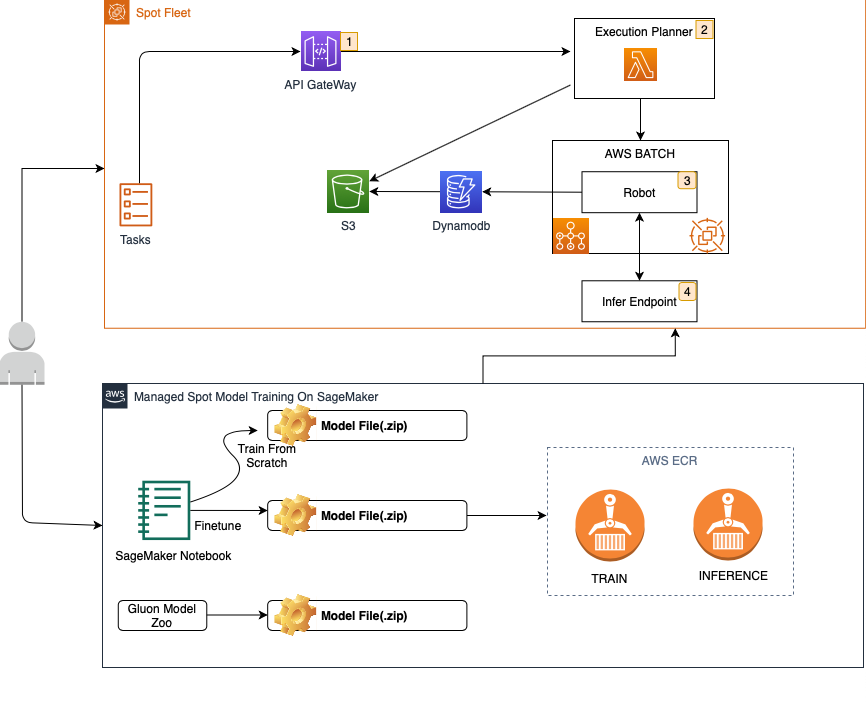 Spot Fleet
1
API GateWay
Execution Planner
2
AWS BATCH
3
Robot
Tasks
S3
Dynamodb
4
Infer Endpoint
aws
Managed Spot Model Training On SageMaker
Model File(.zip)
Train From
Scratch
AWS ECR
Model File(.zip)
Finetune
SageMaker Notebook
TRAIN
INFERENCE
Gluon Model
Zoo
Model File(.zip)